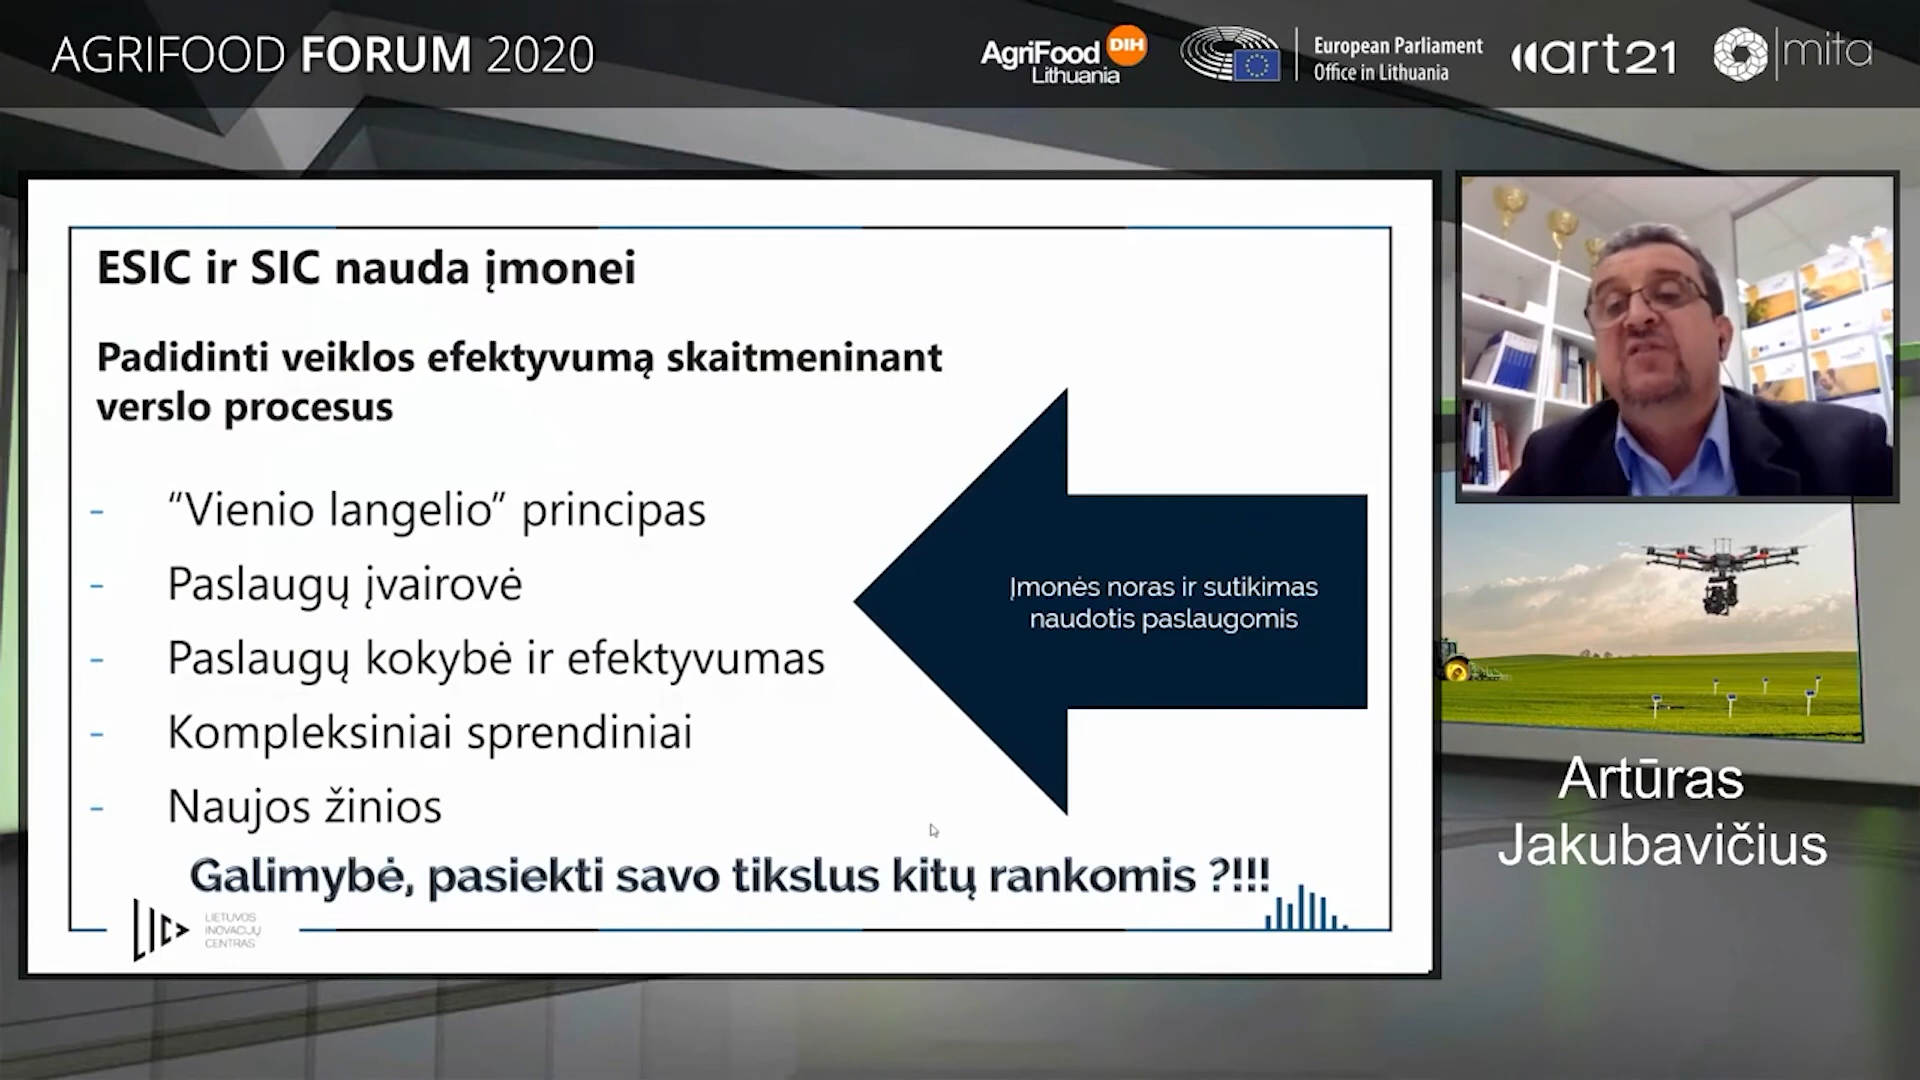 AGRIFOOD FORUM 2020
AgriFood DIH
Lithuania
European Parliament
Office in Lithuania
art21
mita
ESIC ir SIC nauda įmonei
Padidinti veiklos efektyvumą skaitmeninant
verslo procesus
- “Vienio langelio” principas
- Paslaugų įvairovė
- Paslaugų kokybė ir efektyvumas
- Kompleksiniai sprendiniai
- Naujos žinios
Įmonės noras ir sutikimas
naudotis paslaugomis
Galimybė, pasiekti savo tikslus kitų rankomis ?!!!
LIC
LIETUVOS
INOVACIJŲ
CENTRAS
Artūras
Jakubavičius